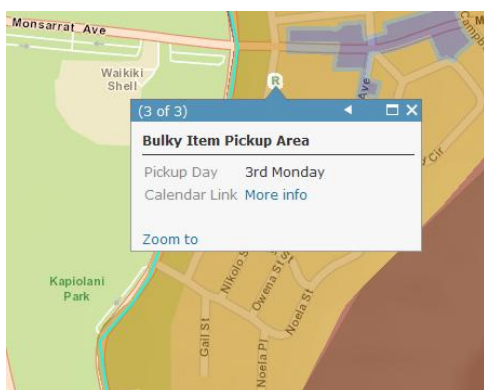 Monsarrat Ave
Waikiki
Shell
R
Ave
(3 of 3)
Bulky Item Pickup Area
Pickup Day 3rd Monday
Calendar Link More info
Zoom to
Cir
Kapiolani
Park
Nikolo S
Owena St
Noela St
Gail St
Noela Pl